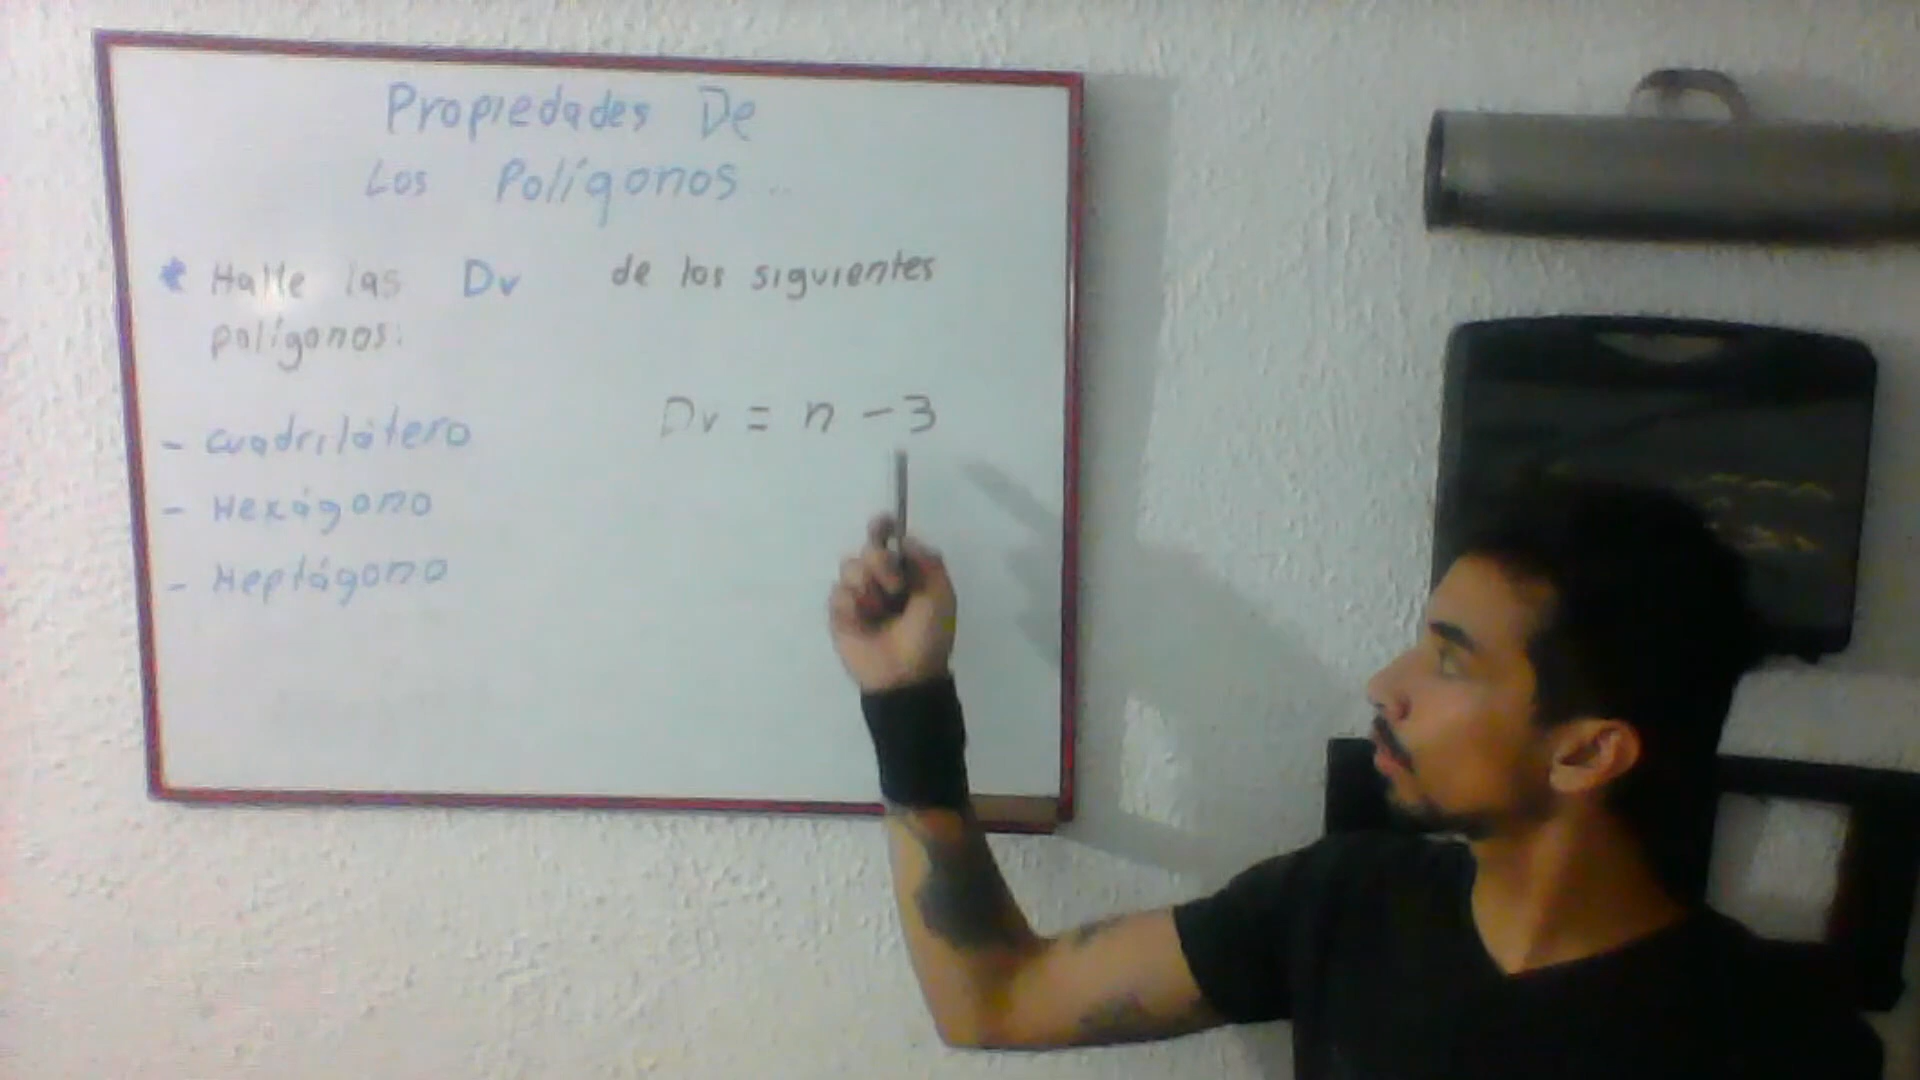 Propiedades De
Los Polígonos ..
* Halle las Dv de los siguientes
polígonos:
- cuadrilátero
- Hexágono
- Heptágono
Dv = n - 3